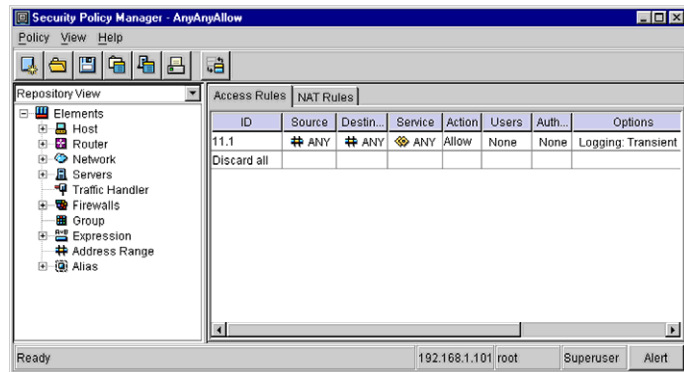 Security Policy Manager - AnyAnyAllow
Policy View Help
Repository View
Elements
Host
Router
Network
Servers
Traffic Handler
Firewalls
Group
Expression
Address Range
Alias
Access Rules NAT Rules
ID Source Destin... Service Action Users Auth... Options
11.1 ANY ANY ANY Allow None None Logging: Transient
Discard all
Ready 192.168.1.101 root Superuser Alert